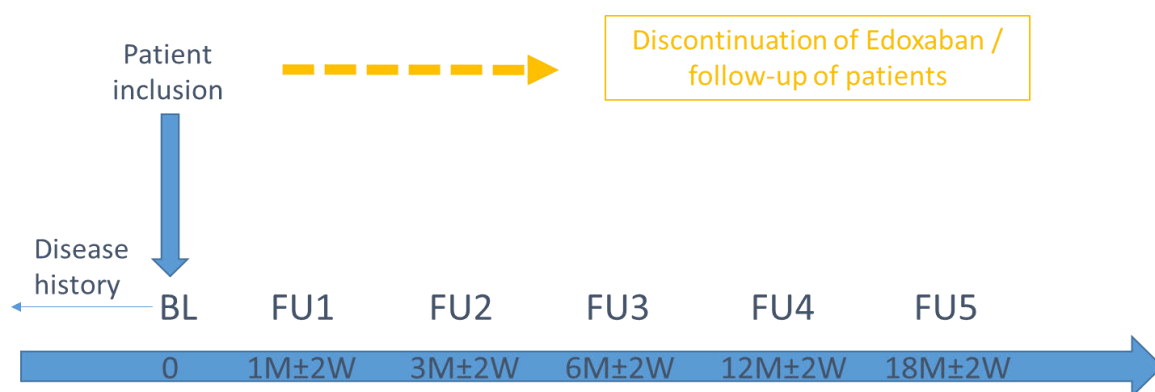 Patient
inclusion
Discontinuation of Edoxaban /
follow-up of patients
Disease
history
BL FU1 FU2 FU3 FU4 FU5
0 1M±2W 3M±2W 6M±2W 12M±2W 18M±2W